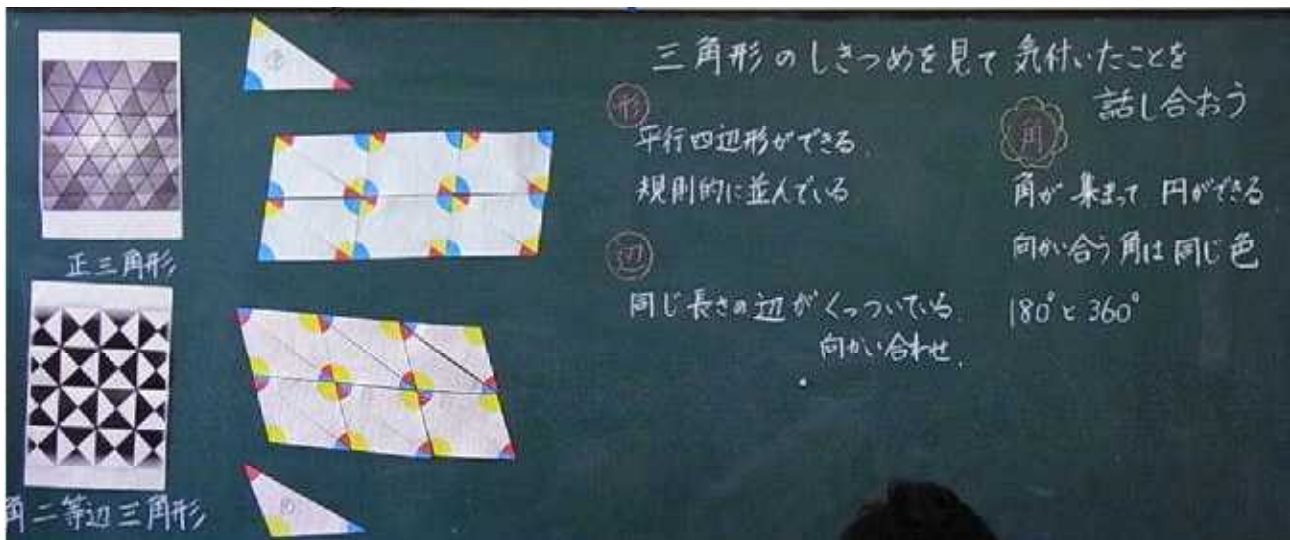 三角形のしきつめを見て気付いたことを
話し合おう
形
平行四辺形ができる
規則的に並んでいる
辺
同じ長さの辺がくっついている
向かい合わせ
角
角が集まって円ができる
向かい合う角は同じ色
180°と360°
正三角形
角二等辺三角形